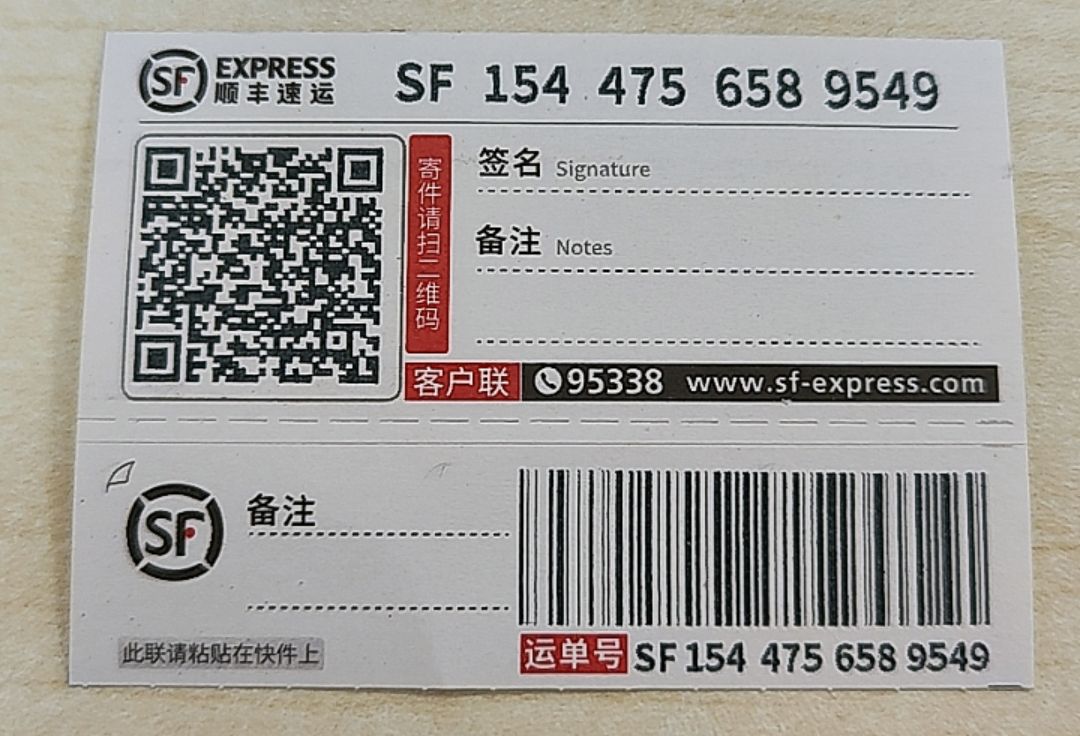 SF EXPRESS
顺丰速运
SF 154 475 658 9549
寄件请扫二维码
签名 Signature
备注 Notes
客户联 95338 www.sf-express.com
SF
备注
此联请粘贴在快件上
运单号 SF 154 475 658 9549